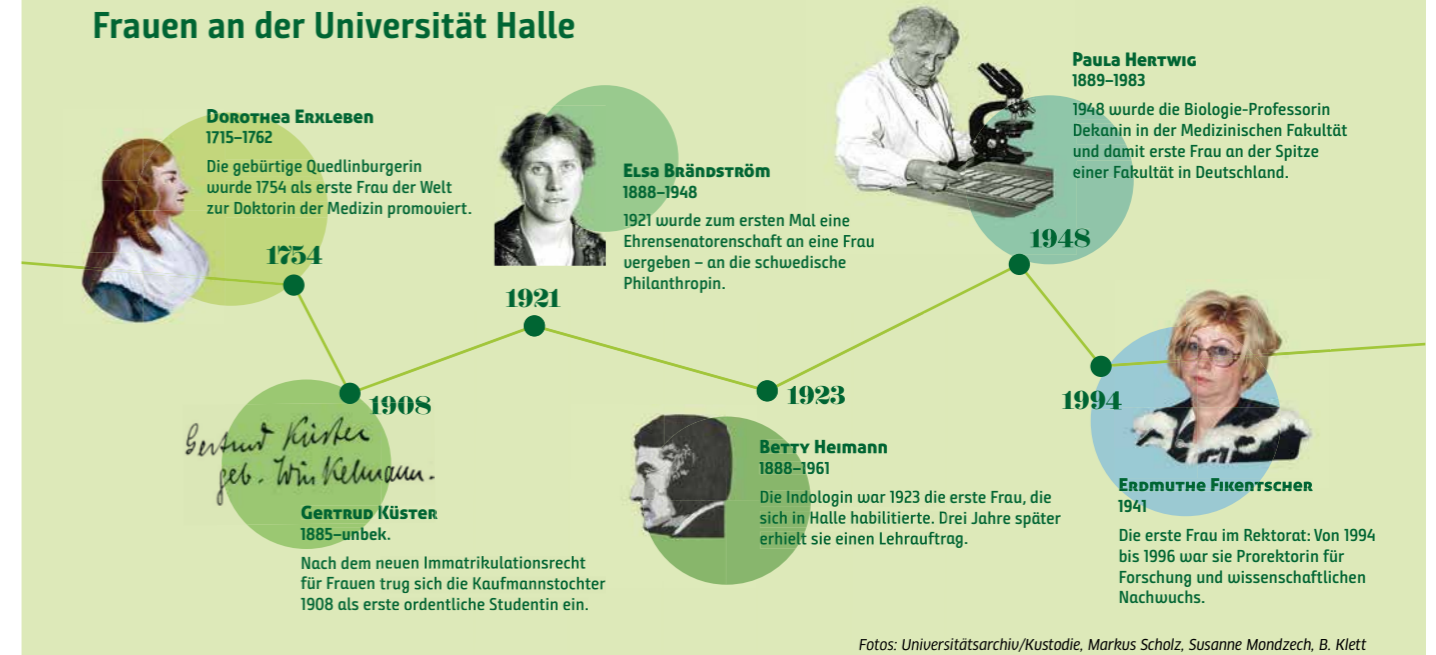 Frauen an der Universität Halle
Dorothea Erxleben
1715–1762
Die gebürtige Quedlinburgerin
wurde 1754 als erste Frau der Welt
zur Doktorin der Medizin promoviert.
1754
1908
Gertrud Küster
geb. Winkelmann.
Gertrud Küster
1885–unbek.
Nach dem neuen Immatrikulationsrecht
für Frauen trug sich die Kaufmannstochter
1908 als erste ordentliche Studentin ein.
Elsa Brändström
1888–1948
1921 wurde zum ersten Mal eine
Ehrensenatorenschaft an eine Frau
vergeben – an die schwedische
Philanthropin.
1921
1923
Betty Heimann
1888–1961
Die Indologin war 1923 die erste Frau, die
sich in Halle habilitierte. Drei Jahre später
erhielt sie einen Lehrauftrag.
Paula Hertwig
1889–1983
1948 wurde die Biologie-Professorin
Dekanin in der Medizinischen Fakultät
und damit erste Frau an der Spitze
einer Fakultät in Deutschland.
1948
1994
Erdmuthe Fikentscher
1941
Die erste Frau im Rektorat: Von 1994
bis 1996 war sie Prorektorin für
Forschung und wissenschaftlichen
Nachwuchs.
Fotos: Universitätsarchiv/Kustodie, Markus Scholz, Susanne Mondzech, B. Klett